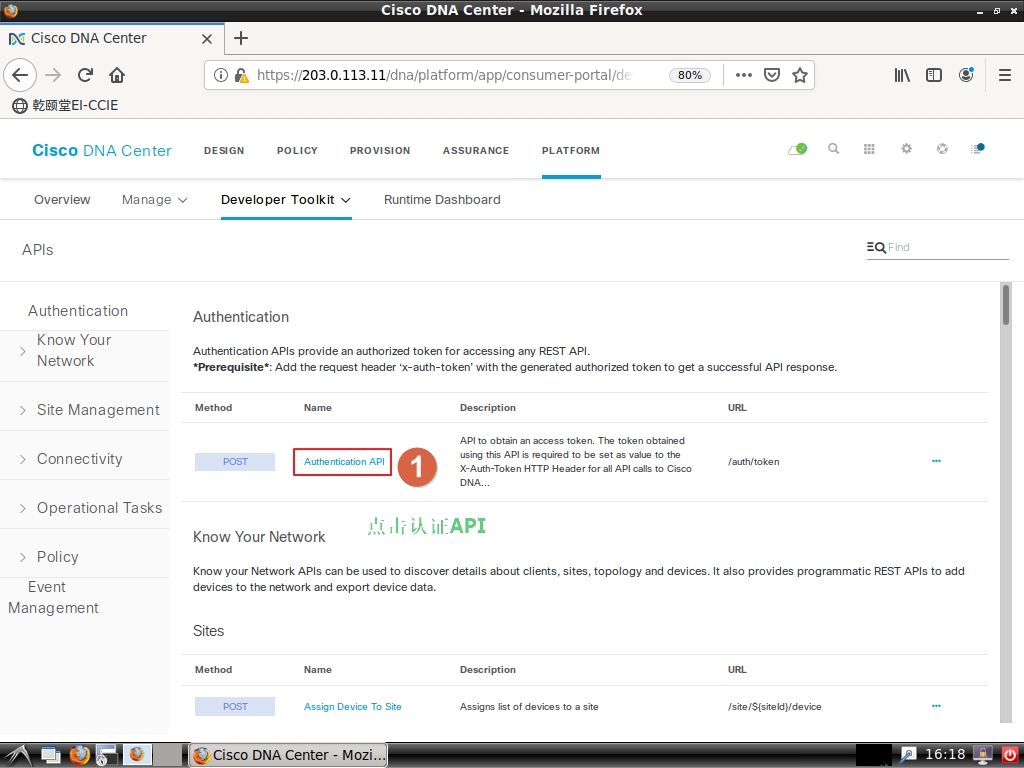 Cisco DNA Center - Mozilla Firefox
Cisco DNA Center
https://203.0.113.11/dna/platform/app/consumer-portal/de
80%
乾颐堂EI-CCIE
Cisco DNA Center
DESIGN
POLICY
PROVISION
ASSURANCE
PLATFORM
Overview
Manage
Developer Toolkit
Runtime Dashboard
APIs
Find
Authentication
Know Your
Network
Site Management
Connectivity
Operational Tasks
Policy
Event
Management
Authentication
Authentication APIs provide an authorized token for accessing any REST API.
*Prerequisite*: Add the request header ‘x-auth-token’ with the generated authorized token to get a successful API response.
Method Name Description URL
POST
Authentication API
1
API to obtain an access token. The token obtained
using this API is required to be set as value to the
X-Auth-Token HTTP Header for all API calls to Cisco
DNA...
/auth/token
点击认证API
Know Your Network
Know your Network APIs can be used to discover details about clients, sites, topology and devices. It also provides programmatic REST APIs to add
devices to the network and export device data.
Sites
Method Name Description URL
POST Assign Device To Site Assigns list of devices to a site /site/${siteId}/device
Cisco DNA Center - Mozi...
16:18